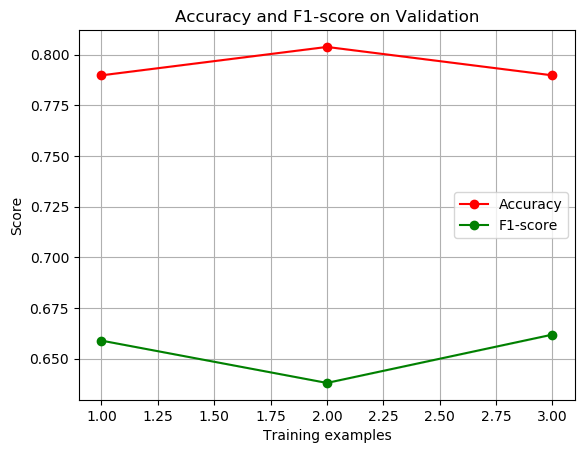 Accuracy and F1-score on Validation
0.800
0.775
0.750
0.725
0.700
0.675
0.650
Score
Accuracy
F1-score
1.00 1.25 1.50 1.75 2.00 2.25 2.50 2.75 3.00
Training examples